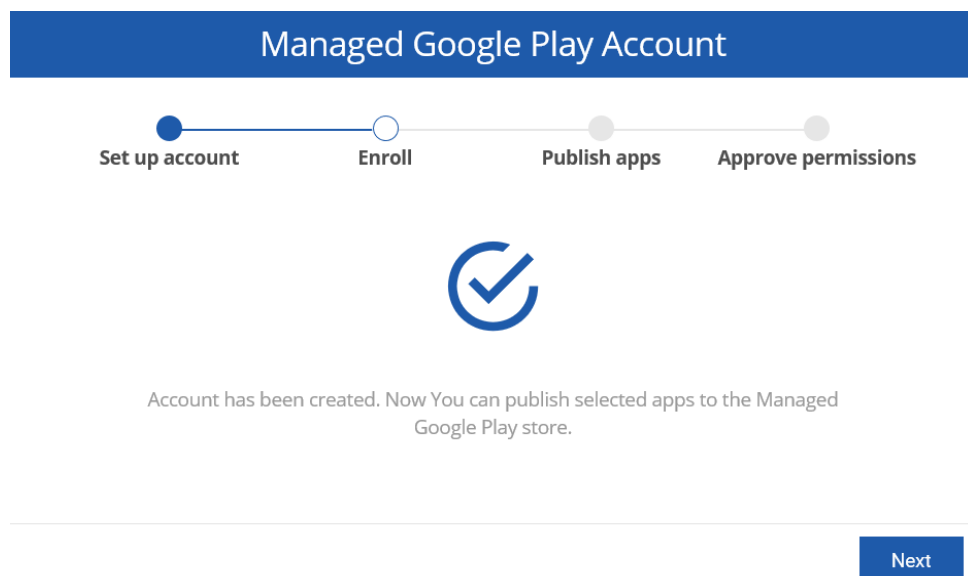 Managed Google Play Account
Set up account
Enroll
Publish apps
Approve permissions
Account has been created. Now You can publish selected apps to the Managed
Google Play store.
Next